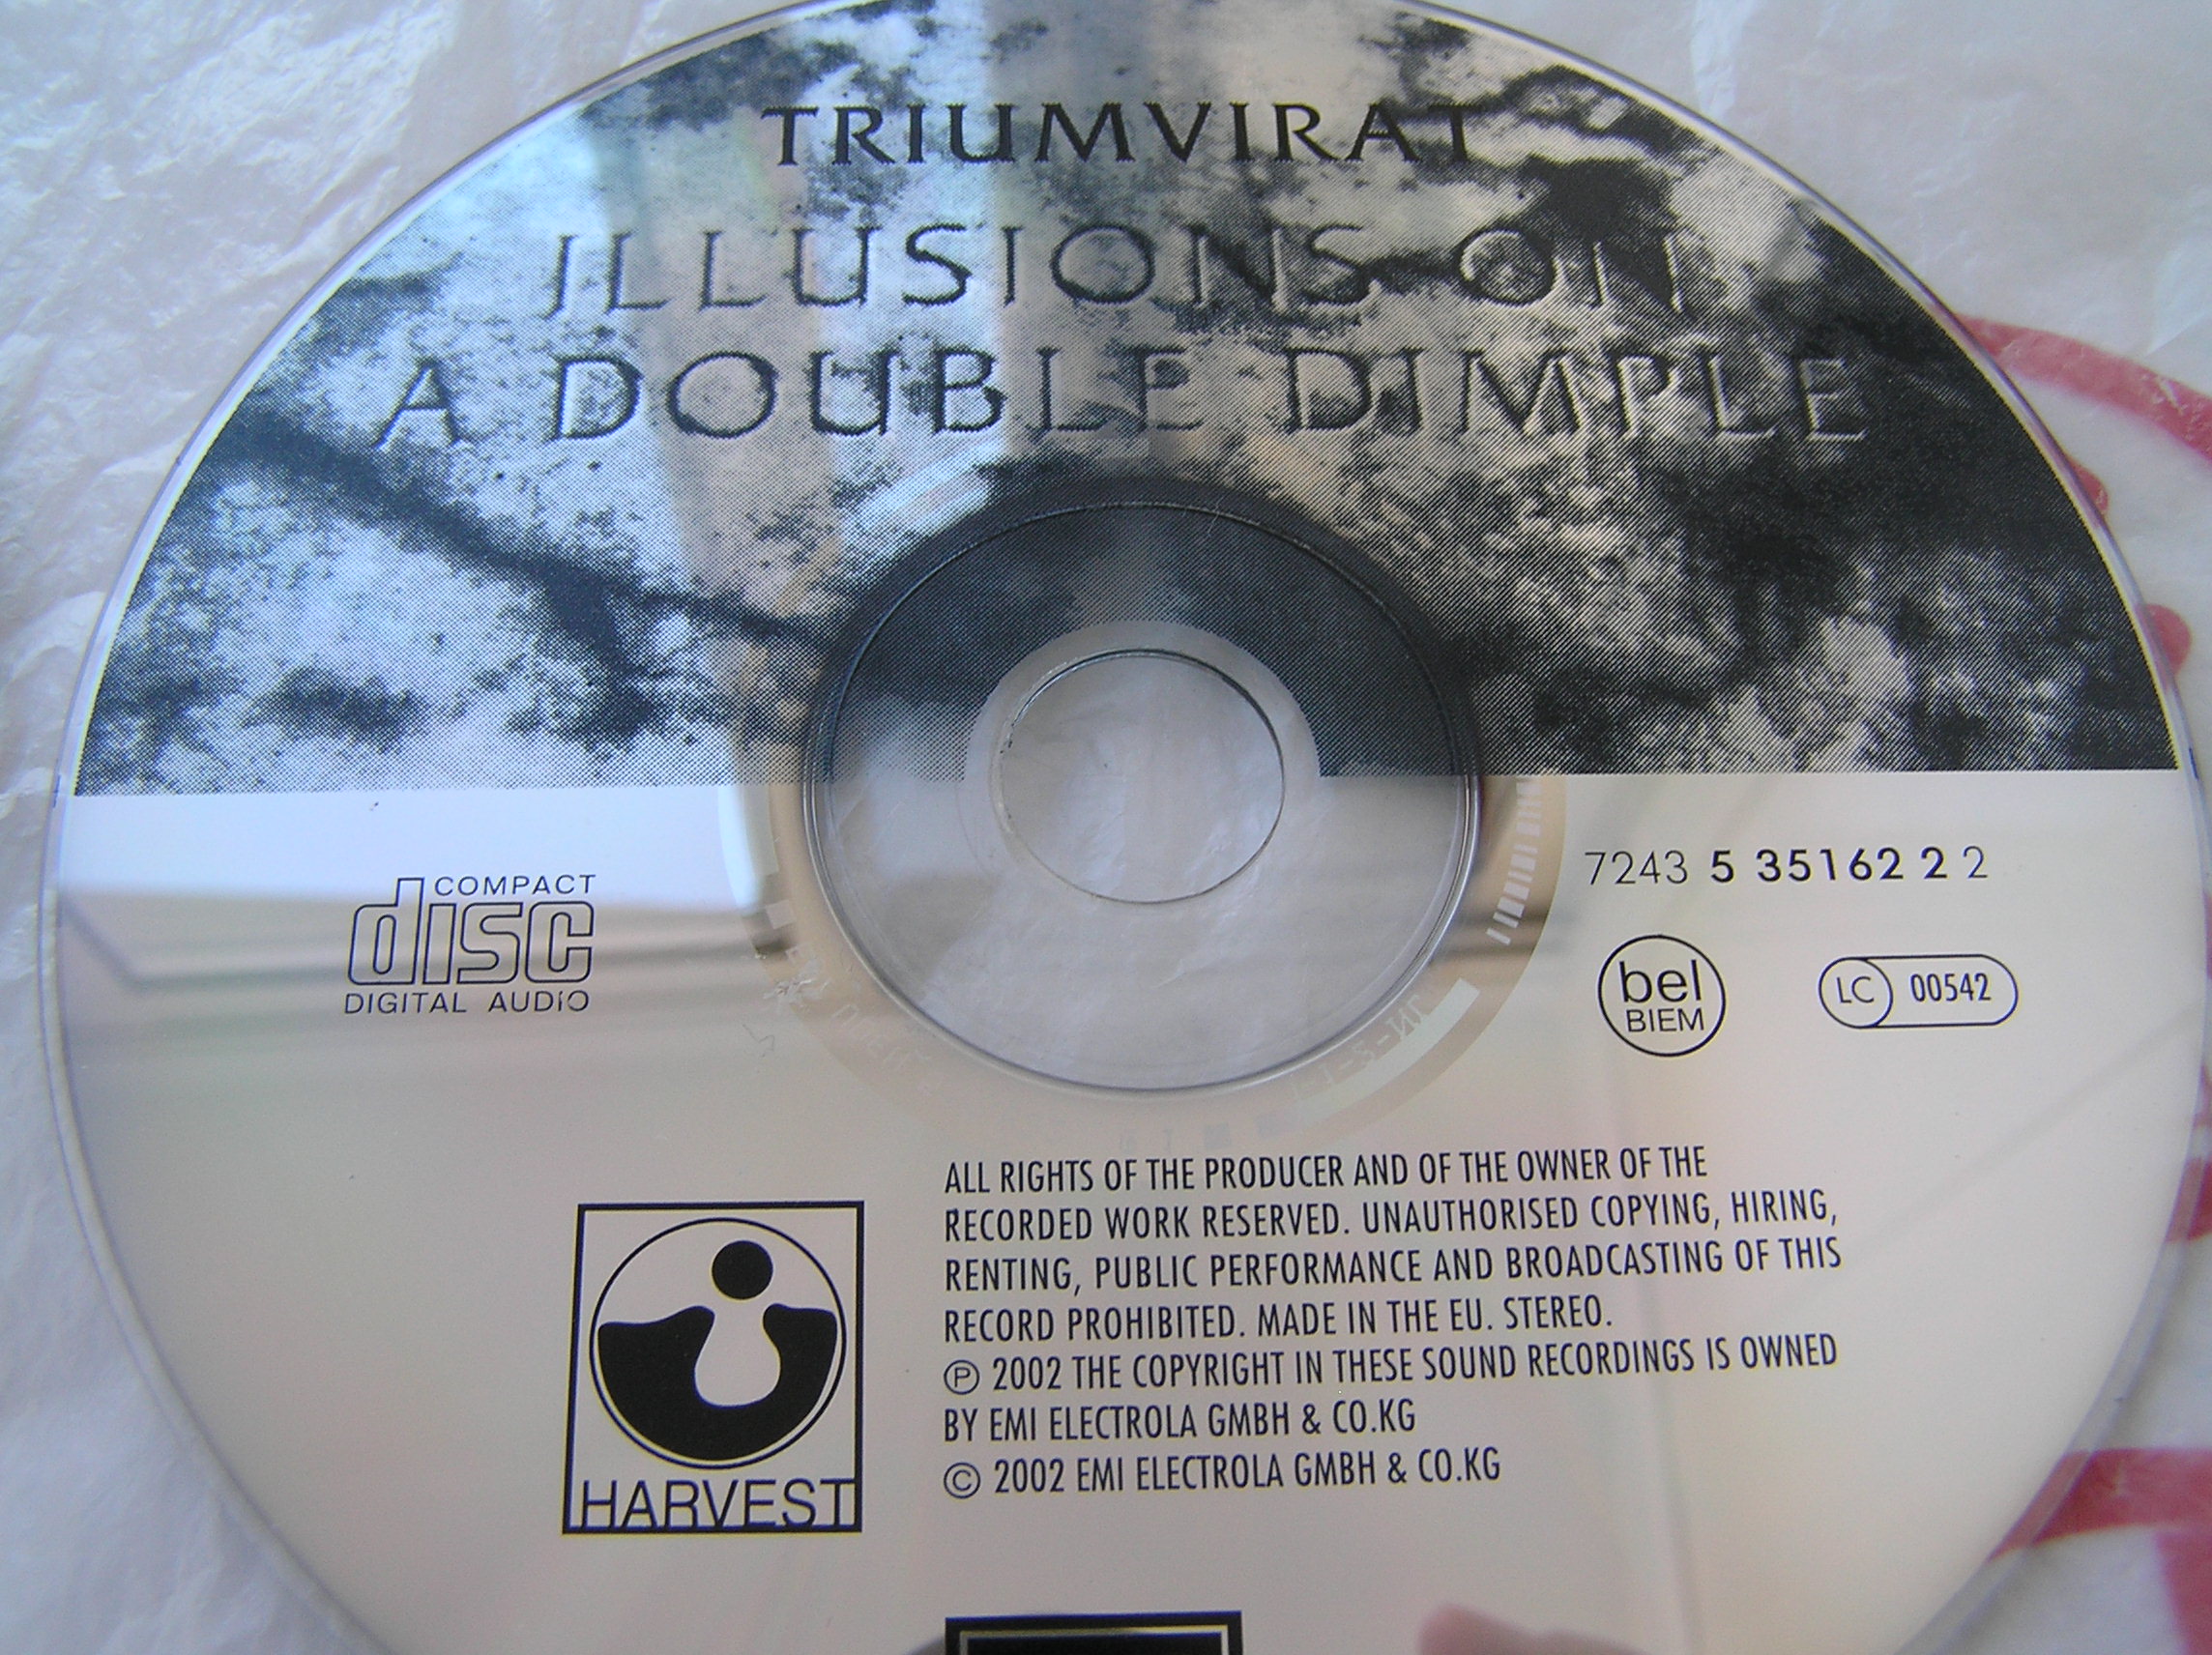 TRIUMVIRAT
ILLUSIONS ON
A DOUBLE DIMPLE
COMPACT
disc
DIGITAL AUDIO
7243 5 35162 2 2
bel
BIEM
LC 00542
ALL RIGHTS OF THE PRODUCER AND OF THE OWNER OF THE
RECORDED WORK RESERVED. UNAUTHORISED COPYING, HIRING,
RENTING, PUBLIC PERFORMANCE AND BROADCASTING OF THIS
RECORD PROHIBITED. MADE IN THE EU. STEREO.
℗ 2002 THE COPYRIGHT IN THESE SOUND RECORDINGS IS OWNED
BY EMI ELECTROLA GMBH & CO.KG
© 2002 EMI ELECTROLA GMBH & CO.KG
HARVEST